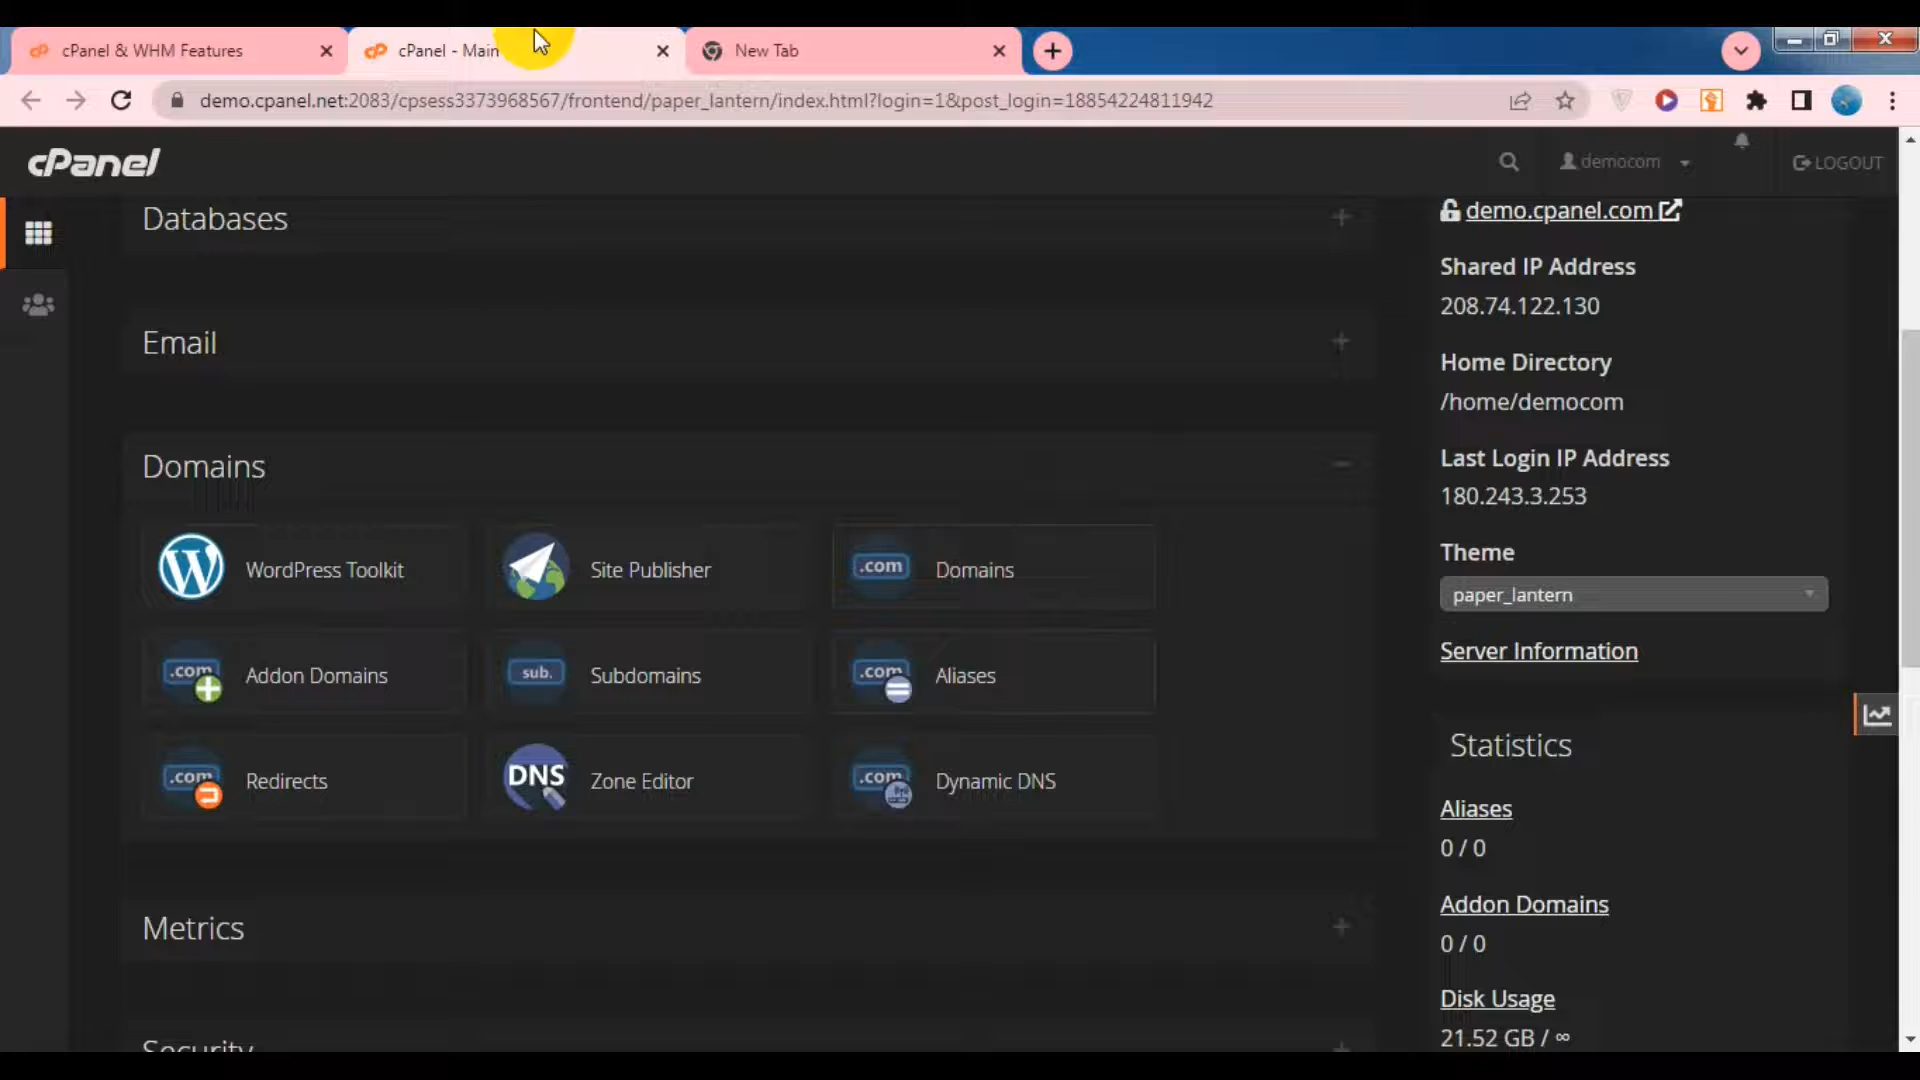 cPanel & WHM Features
cPanel - Main
New Tab
demo.cpanel.net:2083/cpsess3373968567/frontend/paper_lantern/index.html?login=1&post_login=18854224811942
cPanel
democom
LOGOUT
Databases
Email
Domains
WordPress Toolkit
Site Publisher
.com
Domains
.com
Addon Domains
sub.
Subdomains
.com
Aliases
.com
Redirects
DNS
Zone Editor
.com
Dynamic DNS
Metrics
Security
demo.cpanel.com
Shared IP Address
208.74.122.130
Home Directory
/home/democom
Last Login IP Address
180.243.3.253
Theme
paper_lantern
Server Information
Statistics
Aliases
0 / 0
Addon Domains
0 / 0
Disk Usage
21.52 GB / ∞